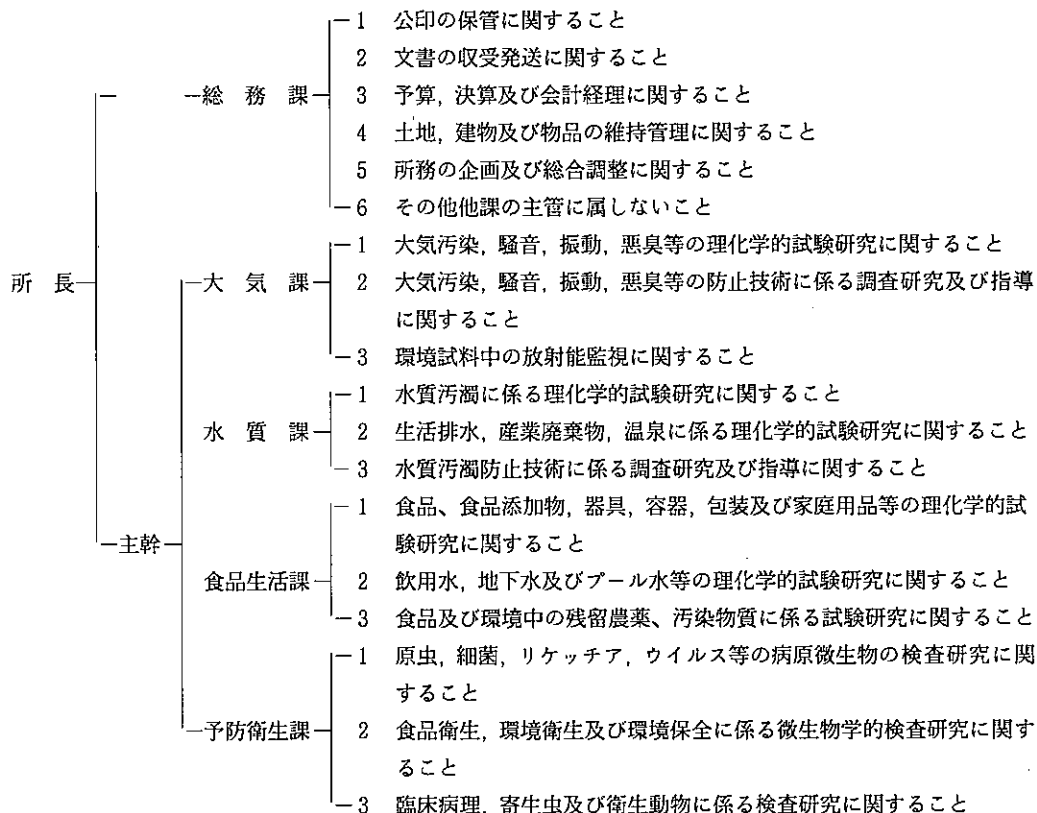 1 公印の保管に関すること
2 文書の収受発送に関すること
総務課 3 予算,決算及び会計経理に関すること
4 土地,建物及び物品の維持管理に関すること
5 所務の企画及び総合調整に関すること
6 その他他課の主管に属しないこと
1 大気汚染,騒音,振動,悪臭等の理化学的試験研究に関すること
所長 大気課 2 大気汚染,騒音,振動,悪臭等の防止技術に係る調査研究及び指導
に関すること
3 環境試料中の放射能監視に関すること
1 水質汚濁に係る理化学的試験研究に関すること
水質課 2 生活排水,産業廃棄物,温泉に係る理化学的試験研究に関すること
3 水質汚濁防止技術に係る調査研究及び指導に関すること
1 食品、食品添加物,器具,容器,包装及び家庭用品等の理化学的試
主幹 験研究に関すること
食品生活課 2 飲用水,地下水及びプール水等の理化学的試験研究に関すること
3 食品及び環境中の残留農薬、汚染物質に係る試験研究に関すること
1 原虫,細菌,リケッチア,ウイルス等の病原微生物の検査研究に関
すること
予防衛生課 2 食品衛生,環境衛生及び環境保全に係る微生物学的検査研究に関す
ること
3 臨床病理,寄生虫及び衛生動物に係る検査研究に関すること